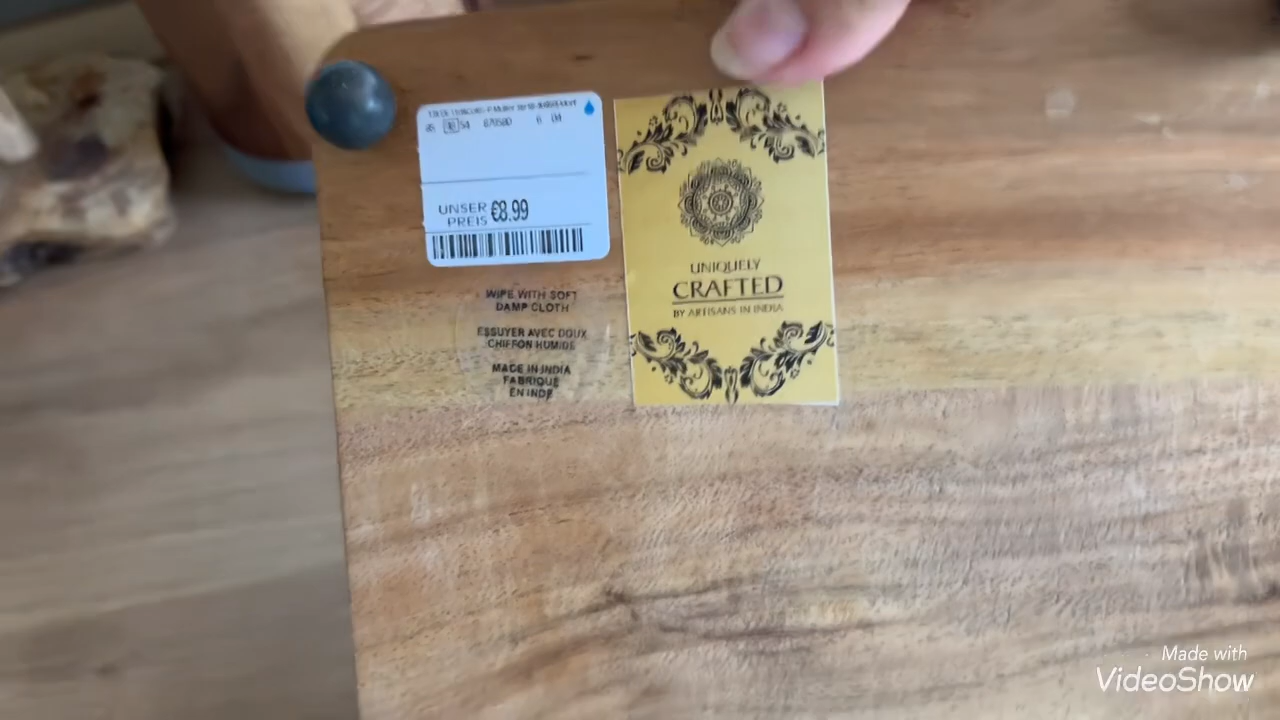 UNSER
PREIS €8.99
WIPE WITH SOFT
DAMP CLOTH
ESSUYER AVEC DOUX
CHIFFON HUMIDE
MADE IN INDIA
FABRIQUE
EN INDE
UNIQUELY
CRAFTED
BY ARTISANS IN INDIA
Made with
VideoShow